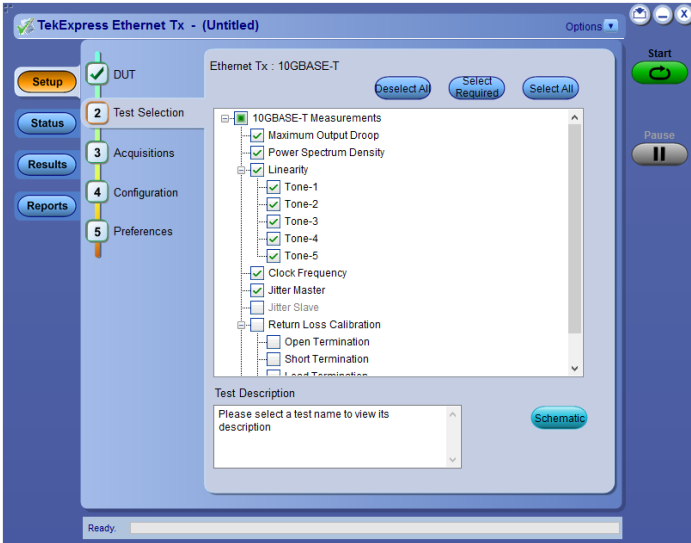 TekExpress Ethernet Tx - (Untitled)
Options
Start
Pause
Setup
Status
Results
Reports
DUT
2 Test Selection
3 Acquisitions
4 Configuration
5 Preferences
Ethernet Tx : 10GBASE-T
Deselect All
Select Required
Select All
10GBASE-T Measurements
Maximum Output Droop
Power Spectrum Density
Linearity
Tone-1
Tone-2
Tone-3
Tone-4
Tone-5
Clock Frequency
Jitter Master
Jitter Slave
Return Loss Calibration
Open Termination
Short Termination
Load Termination
Test Description
Please select a test name to view its
description
Schematic
Ready.